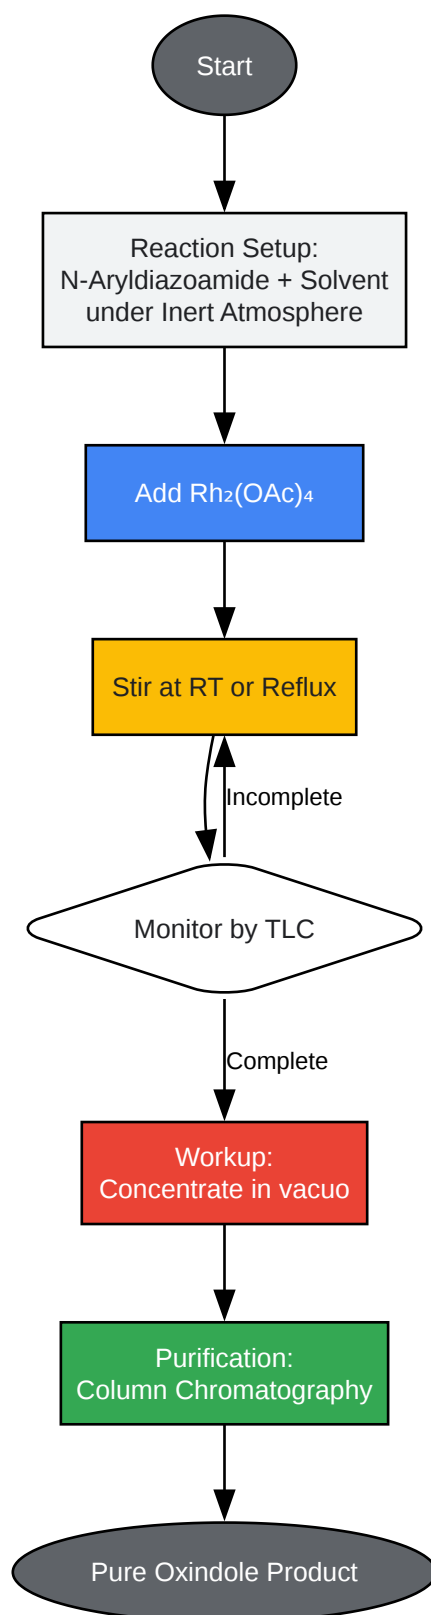 Start
Reaction Setup:
N-Aryldiazoamide + Solvent
under Inert Atmosphere
Add Rh₂(OAc)₄
Stir at RT or Reflux
Incomplete
Monitor by TLC
Complete
Workup:
Concentrate in vacuo
Purification:
Column Chromatography
Pure Oxindole Product